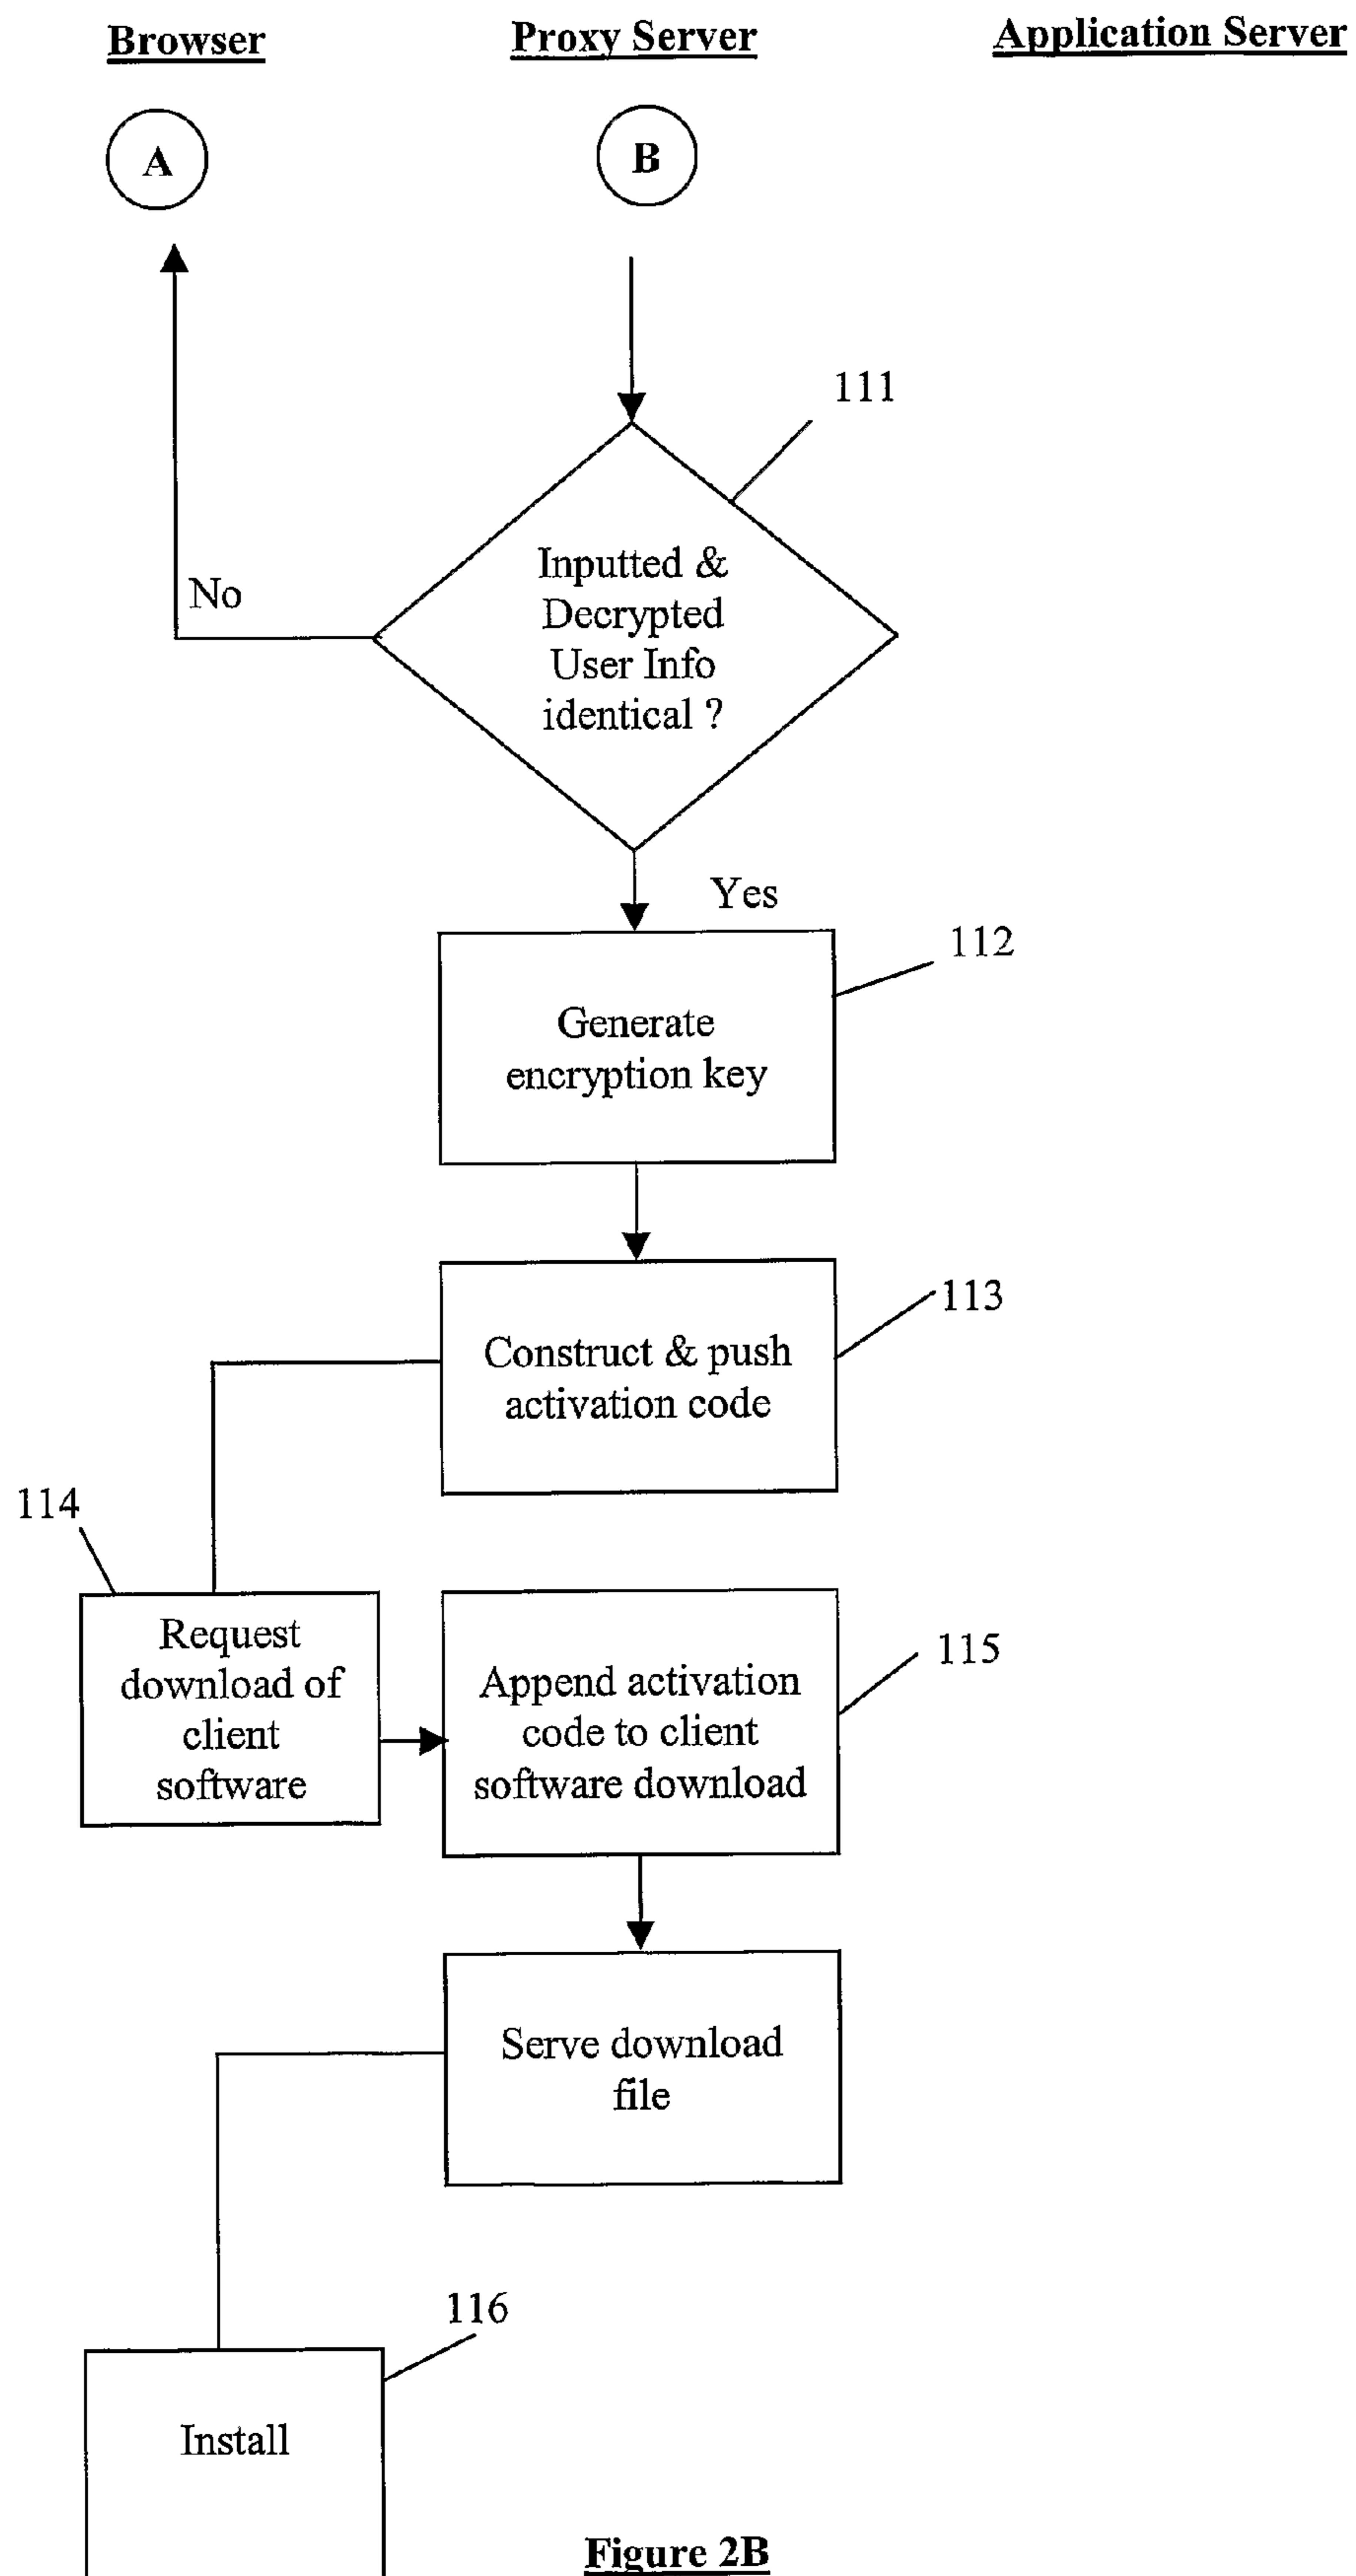 Browser
Proxy Server
Application Server
A
B
111
Inputted &
Decrypted
User Info
identical ?
No
Yes
112
Generate
encryption key
113
Construct & push
activation code
114
Request
download of
client
software
115
Append activation
code to client
software download
Serve download
file
116
Install
Figure 2B